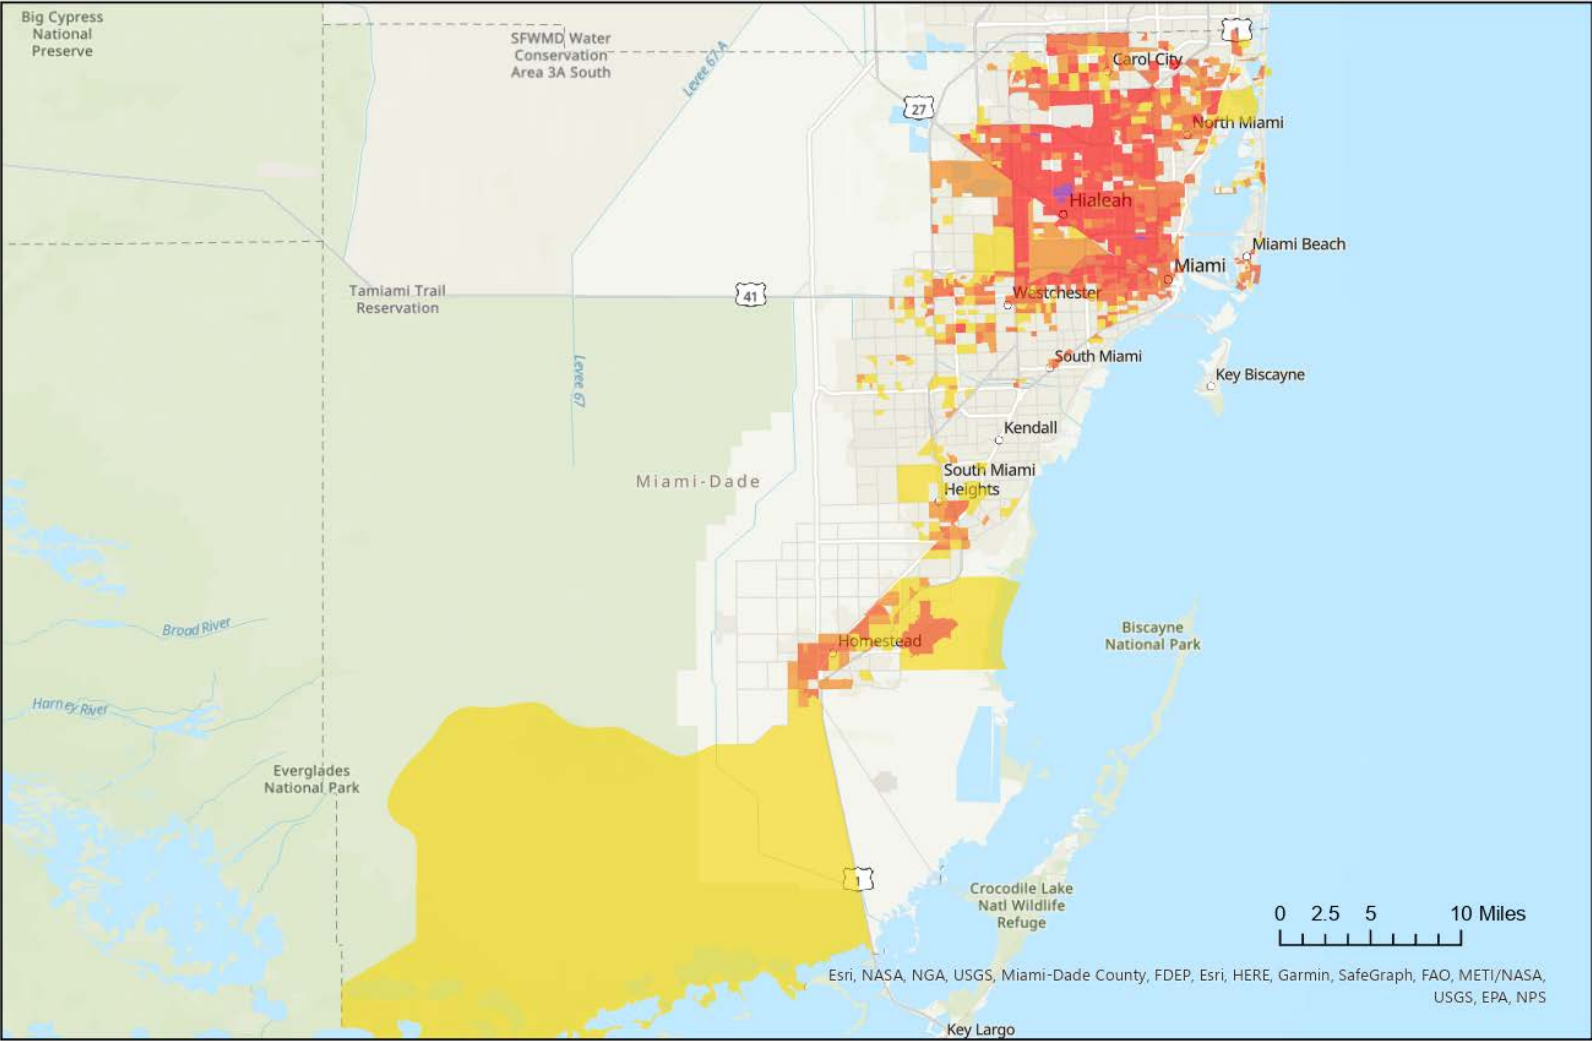 Big Cypress
National
Preserve
SFWMD Water
Conservation
Area 3A South
Levee 67 A
27
1
Carol City
North Miami
Hialeah
Miami Beach
Miami
41
Westchester
Tamiami Trail
Reservation
Levee 67
South Miami
Key Biscayne
Kendall
South Miami
Heights
Miami-Dade
Broad River
Homestead
Biscayne
National Park
Harney River
Everglades
National Park
1
Crocodile Lake
Natl Wildlife
Refuge
0 2.5 5 10 Miles
Esri, NASA, NGA, USGS, Miami-Dade County, FDEP, Esri, HERE, Garmin, SafeGraph, FAO, METI/NASA,
USGS, EPA, NPS
Key Largo